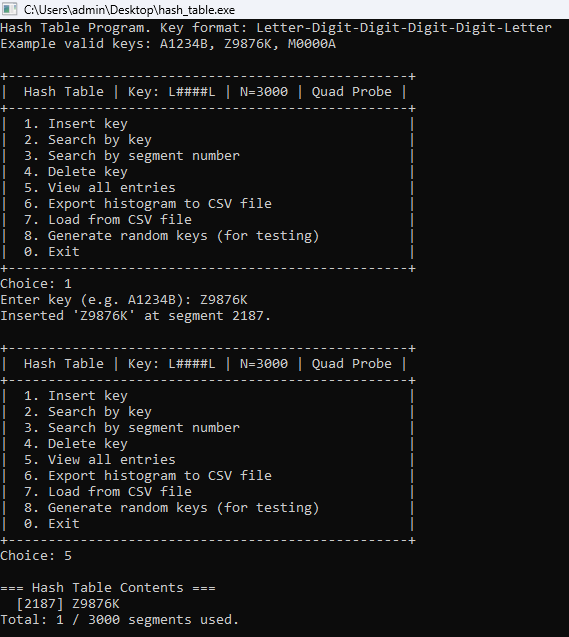 C:\Users\admin\Desktop\hash_table.exe
Hash Table Program. Key format: Letter-Digit-Digit-Digit-Digit-Letter
Example valid keys: A1234B, Z9876K, M0000A

+--------------------------------------------------+
|  Hash Table | Key: L####L | N=3000 | Quad Probe |
+--------------------------------------------------+
|  1. Insert key                                   |
|  2. Search by key                                |
|  3. Search by segment number                     |
|  4. Delete key                                   |
|  5. View all entries                             |
|  6. Export histogram to CSV file                 |
|  7. Load from CSV file                           |
|  8. Generate random keys (for testing)           |
|  0. Exit                                         |
+--------------------------------------------------+
Choice: 1
Enter key (e.g. A1234B): Z9876K
Inserted 'Z9876K' at segment 2187.

+--------------------------------------------------+
|  Hash Table | Key: L####L | N=3000 | Quad Probe |
+--------------------------------------------------+
|  1. Insert key                                   |
|  2. Search by key                                |
|  3. Search by segment number                     |
|  4. Delete key                                   |
|  5. View all entries                             |
|  6. Export histogram to CSV file                 |
|  7. Load from CSV file                           |
|  8. Generate random keys (for testing)           |
|  0. Exit                                         |
+--------------------------------------------------+
Choice: 5

=== Hash Table Contents ===
  [2187] Z9876K
Total: 1 / 3000 segments used.